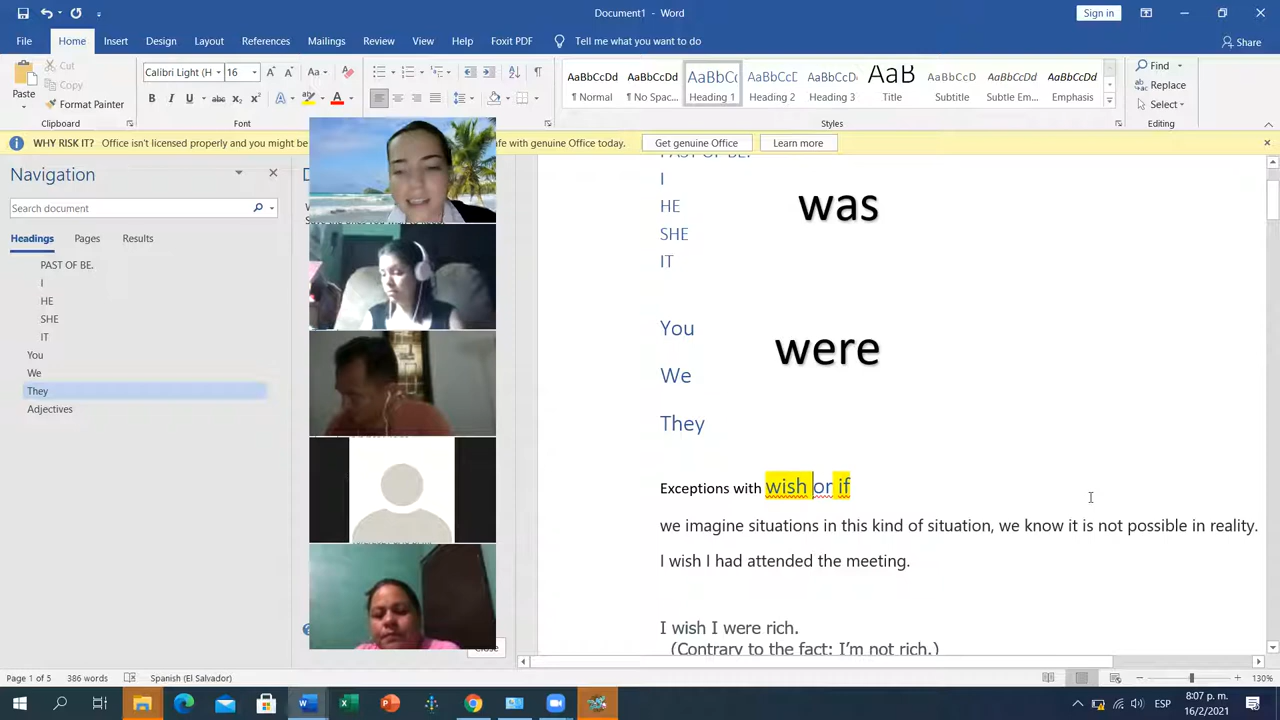 Document1 - Word
Sign in
File Home Insert Design Layout References Mailings Review View Help Foxit PDF Tell me what you want to do Share
Cut
Copy
Format Painter
Paste
Calibri Light (H 16
AaBbCcDd AaBbCcDd AaBbCc AaBbCcD AaBbCcD AaB AaBbCcD AaBbCcDd AaBbCcDd
¶ Normal ¶ No Spac... Heading 1 Heading 2 Heading 3 Title Subtitle Subtle Em... Emphasis
Find
Replace
Select
Clipboard Font Styles Editing
WHY RISK IT? Office isn't licensed properly and you might be
fe with genuine Office today. Get genuine Office Learn more
Navigation
Search document
Headings Pages Results
PAST OF BE.
I
HE
SHE
IT
You
We
They
Adjectives
PAST OF BE.
I
HE
SHE
IT
was
You
We
They
were
Exceptions with wish or if
we imagine situations in this kind of situation, we know it is not possible in reality.
I wish I had attended the meeting.
I wish I were rich.
(Contrary to the fact: I'm not rich.)
Close
Page 1 of 5 386 words Spanish (El Salvador) 130%
ESP 8:07 p. m.
16/2/2021